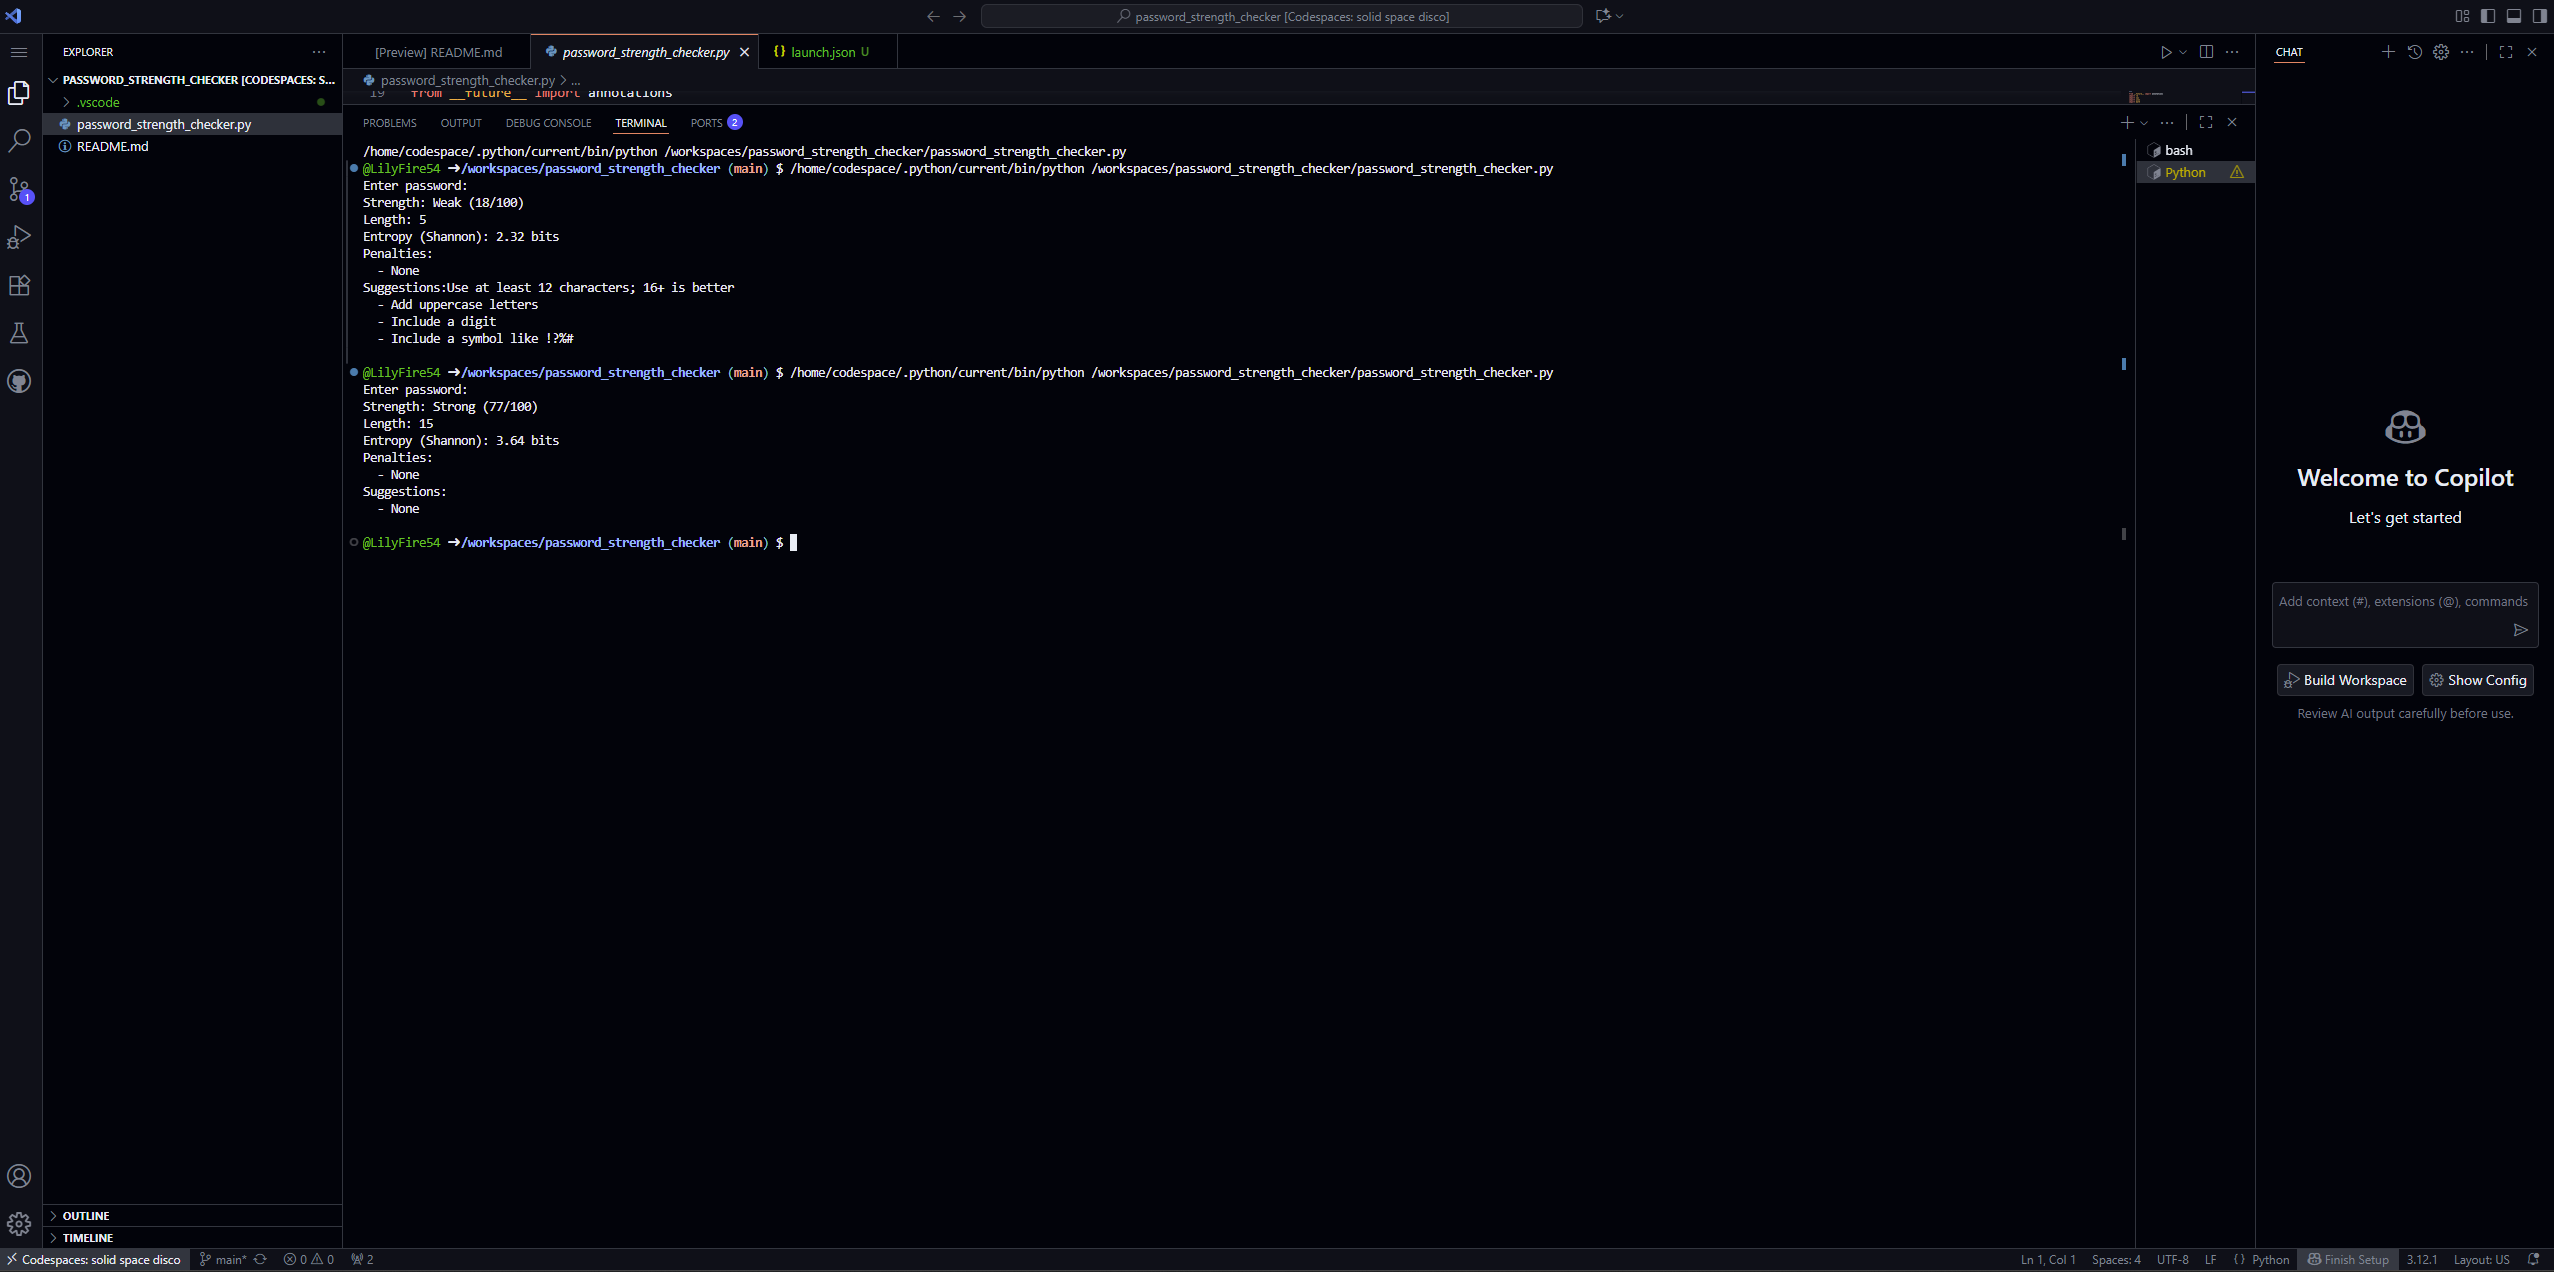 password_strength_checker [Codespaces: solid space disco]
EXPLORER
PASSWORD_STRENGTH_CHECKER [CODESPACES: S...
.vscode
password_strength_checker.py
README.md
OUTLINE
TIMELINE
[Preview] README.md
password_strength_checker.py
launch.json U
password_strength_checker.py > ...
19 from __future__ import annotations
PROBLEMS OUTPUT DEBUG CONSOLE TERMINAL PORTS 2
/home/codespace/.python/current/bin/python /workspaces/password_strength_checker/password_strength_checker.py
@LilyFire54 ➜/workspaces/password_strength_checker (main) $ /home/codespace/.python/current/bin/python /workspaces/password_strength_checker/password_strength_checker.py
Enter password:
Strength: Weak (18/100)
Length: 5
Entropy (Shannon): 2.32 bits
Penalties:
- None
Suggestions:Use at least 12 characters; 16+ is better
- Add uppercase letters
- Include a digit
- Include a symbol like !?%#
@LilyFire54 ➜/workspaces/password_strength_checker (main) $ /home/codespace/.python/current/bin/python /workspaces/password_strength_checker/password_strength_checker.py
Enter password:
Strength: Strong (77/100)
Length: 15
Entropy (Shannon): 3.64 bits
Penalties:
- None
Suggestions:
- None
@LilyFire54 ➜/workspaces/password_strength_checker (main) $
bash
Python
CHAT
Welcome to Copilot
Let's get started
Add context (#), extensions (@), commands
Build Workspace Show Config
Review AI output carefully before use.
1
Codespaces: solid space disco main* 0 0 2
Ln 1, Col 1 Spaces: 4 UTF-8 LF {} Python Finish Setup 3.12.1 Layout: US